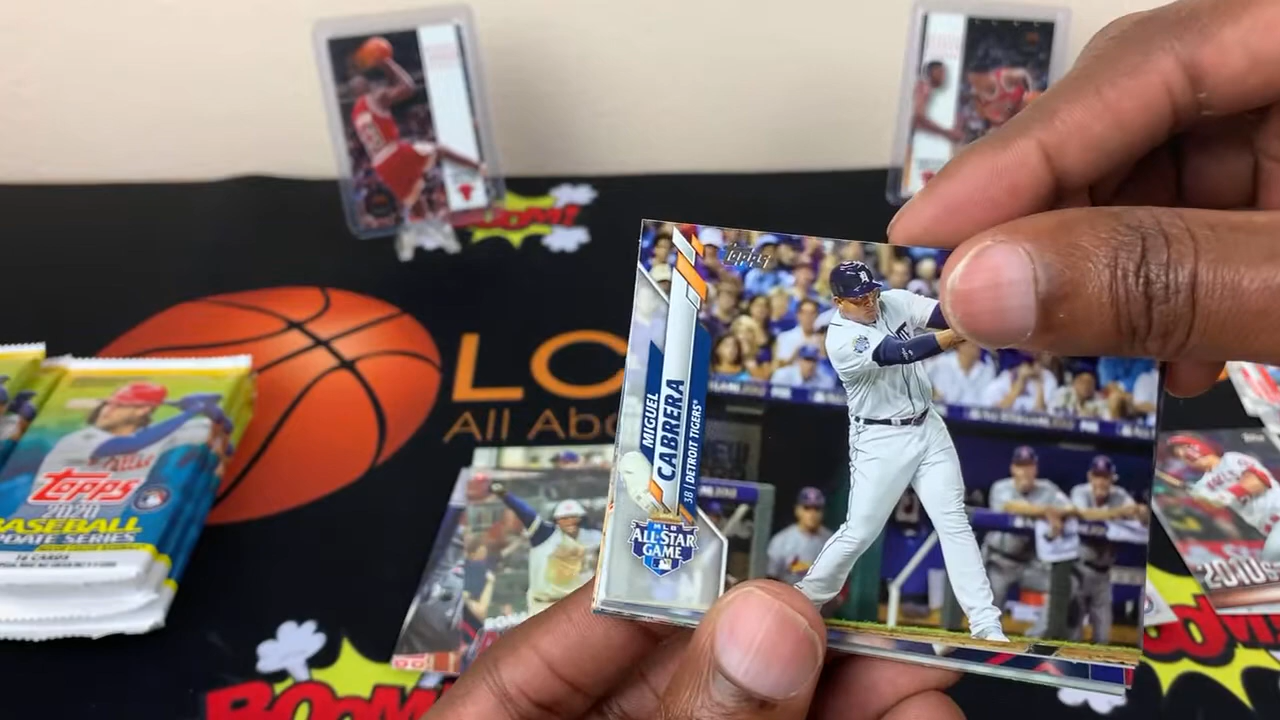 BOOM!
Topps
MIGUEL
CABRERA
3B | DETROIT TIGERS®
MLB
ALL-STAR
GAME
LO
All Abo
TOPPS
2020
BASEBALL
UPDATE SERIES
BOOM
2010s